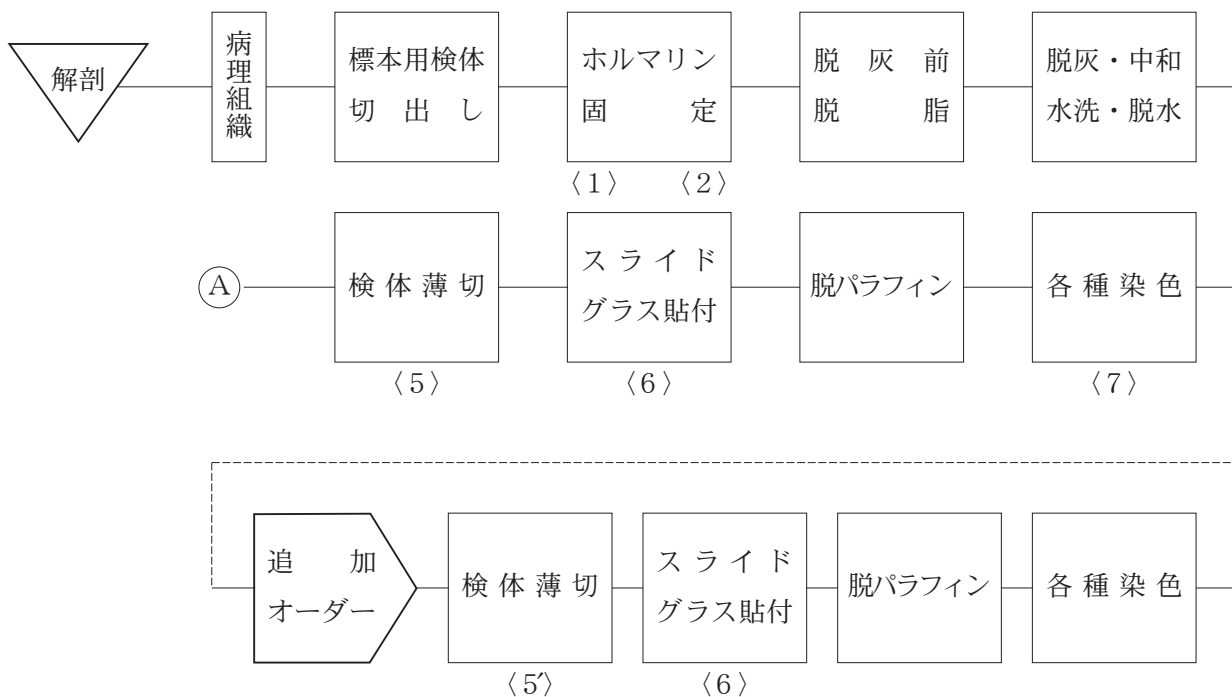 解剖
病理組織
標本用検体
切出し
ホルマリン
固定
脱灰前
脱脂
脱灰・中和
水洗・脱水
〈1〉 〈2〉
Ⓐ
検体薄切
スライド
グラス貼付
脱パラフィン
各種染色
〈5〉
〈6〉
〈7〉
追加
オーダー
検体薄切
スライド
グラス貼付
脱パラフィン
各種染色
〈5′〉
〈6〉